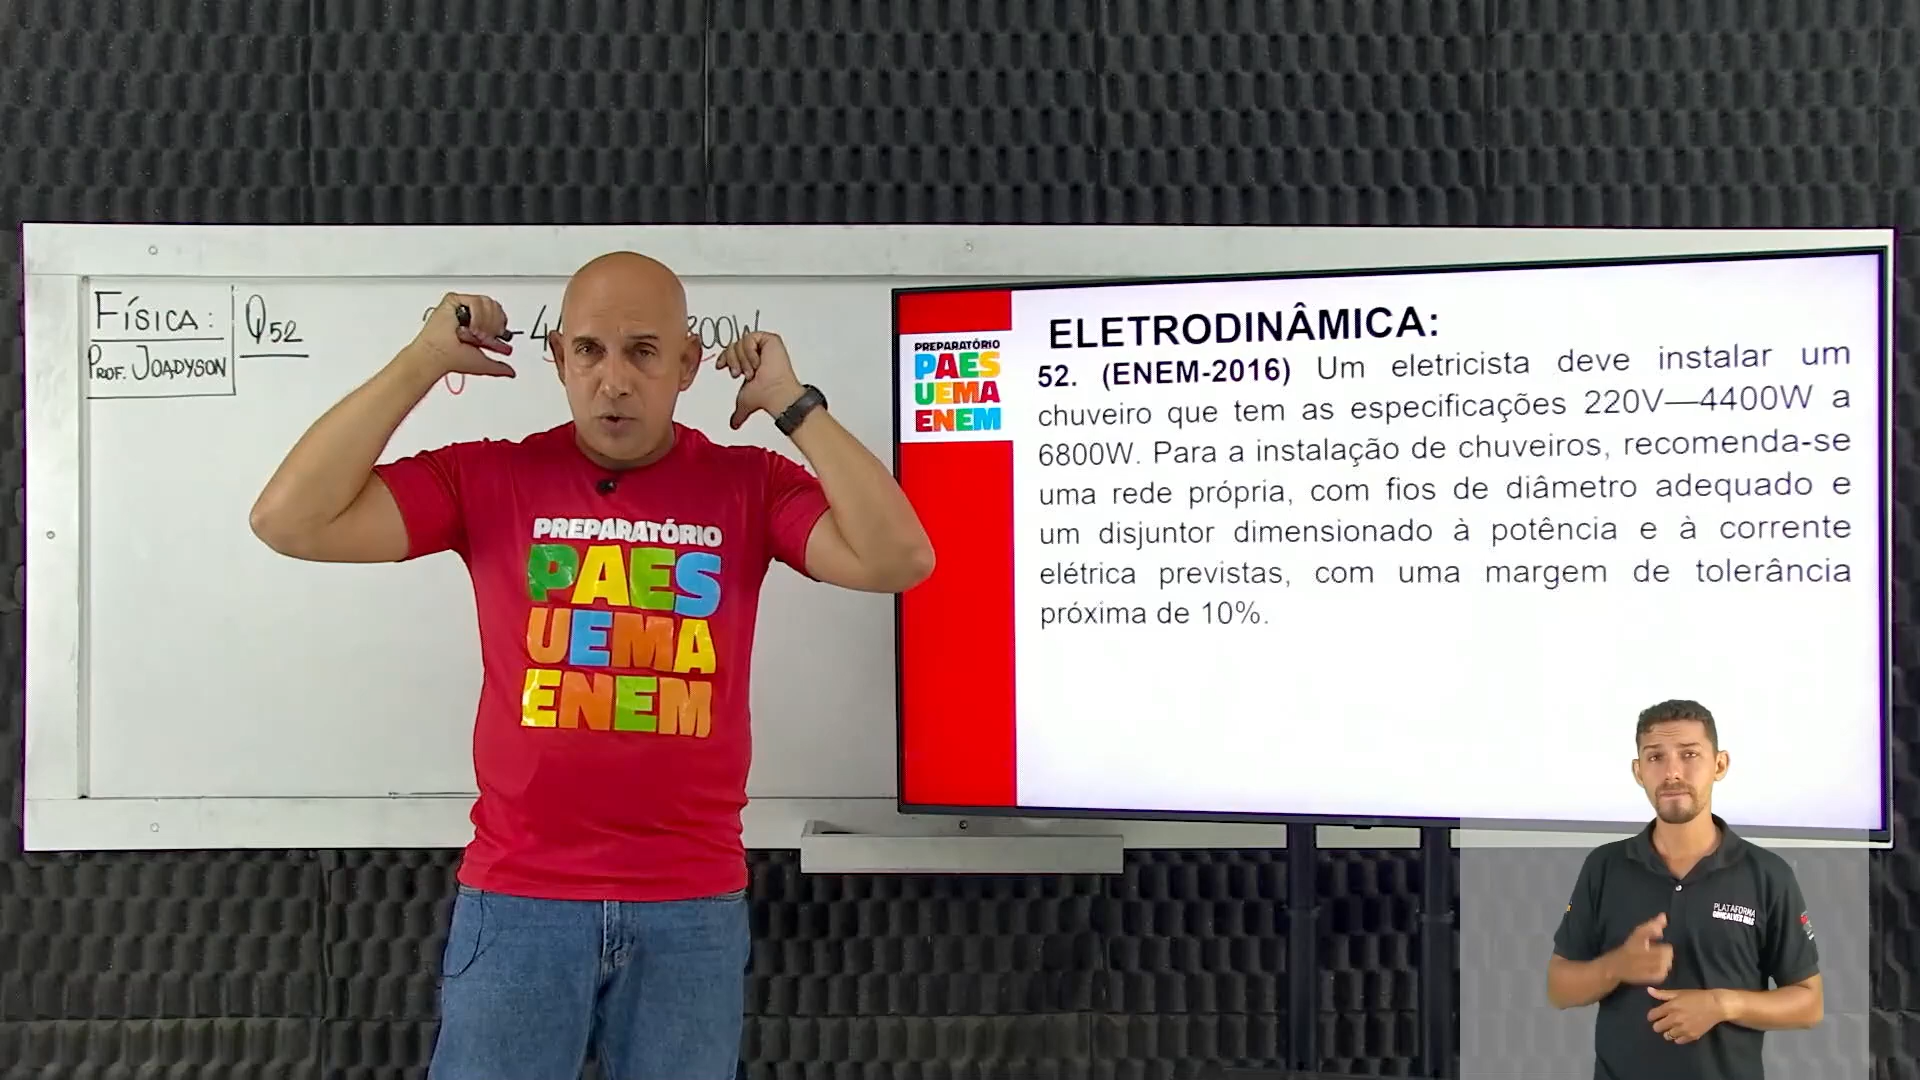 FÍSICA:
PROF. JOADYSON
Q52
300W
PREPARATÓRIO
PAES
UEMA
ENEM
PREPARATÓRIO
PAES
UEMA
ENEM
ELETRODINÂMICA:
52. (ENEM-2016) Um eletricista deve instalar um
chuveiro que tem as especificações 220V—4400W a
6800W. Para a instalação de chuveiros, recomenda-se
uma rede própria, com fios de diâmetro adequado e
um disjuntor dimensionado à potência e à corrente
elétrica previstas, com uma margem de tolerância
próxima de 10%.
PLATAFORMA
GONÇALVES DIAS